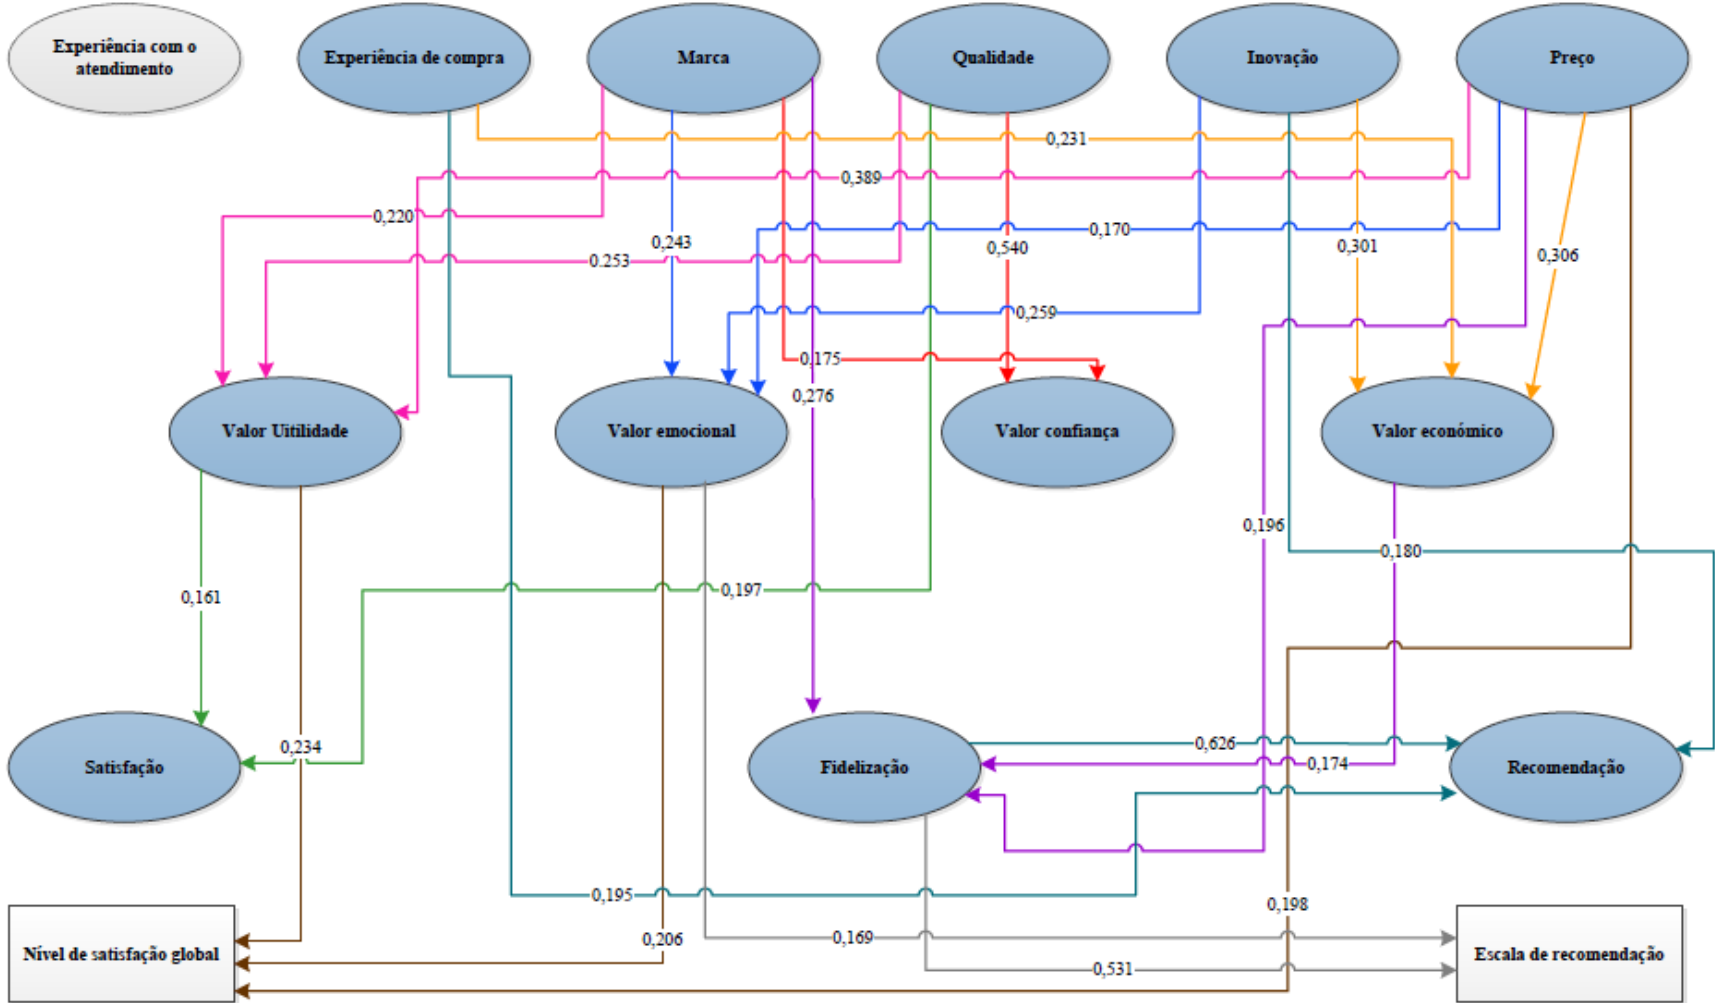 Experiência com o
atendimento
Experiência de compra
Marca
Qualidade
Inovação
Preço
0,231
0,389
0,220
0,170
0,243
0,540
0,301
0,306
0.253
0,259
0,175
0,276
Valor Uitilidade
Valor emocional
Valor confiança
Valor económico
0,196
0,180
0,161
0,197
0,234
0,626
0,174
Satisfação
Fidelização
Recomendação
0,195
0,198
0,206
0,169
Nível de satisfação global
Escala de recomendação
0,531